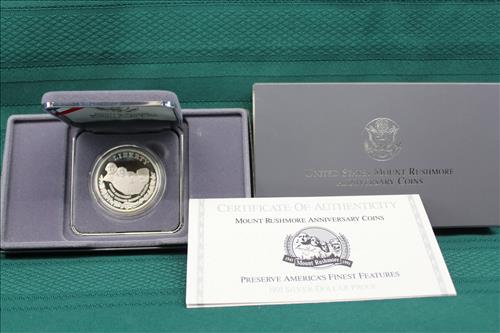 LIBERTY
UNITED STATES MOUNT RUSHMORE
ANNIVERSARY COINS
CERTIFICATE OF AUTHENTICITY
MOUNT RUSHMORE ANNIVERSARY COINS
1941 Mount Rushmore 1991
PRESERVE AMERICA'S FINEST FEATURES
1991 SILVER DOLLAR PROOF